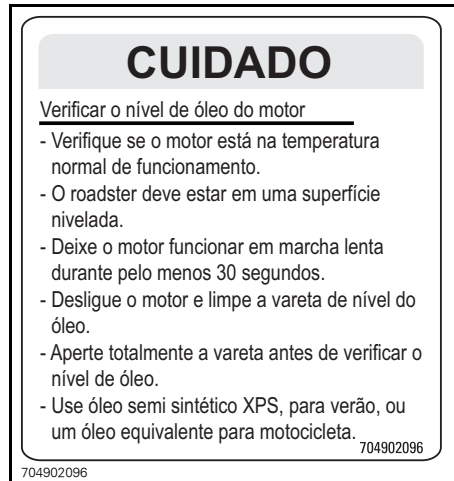 CUIDADO
Verificar o nível de óleo do motor
- Verifique se o motor está na temperatura
normal de funcionamento.
- O roadster deve estar em uma superfície
nivelada.
- Deixe o motor funcionar em marcha lenta
durante pelo menos 30 segundos.
- Desligue o motor e limpe a vareta de nível do
óleo.
- Aperte totalmente a vareta antes de verificar o
nível de óleo.
- Use óleo semi sintético XPS, para verão, ou
um óleo equivalente para motocicleta.
704902096
704902096